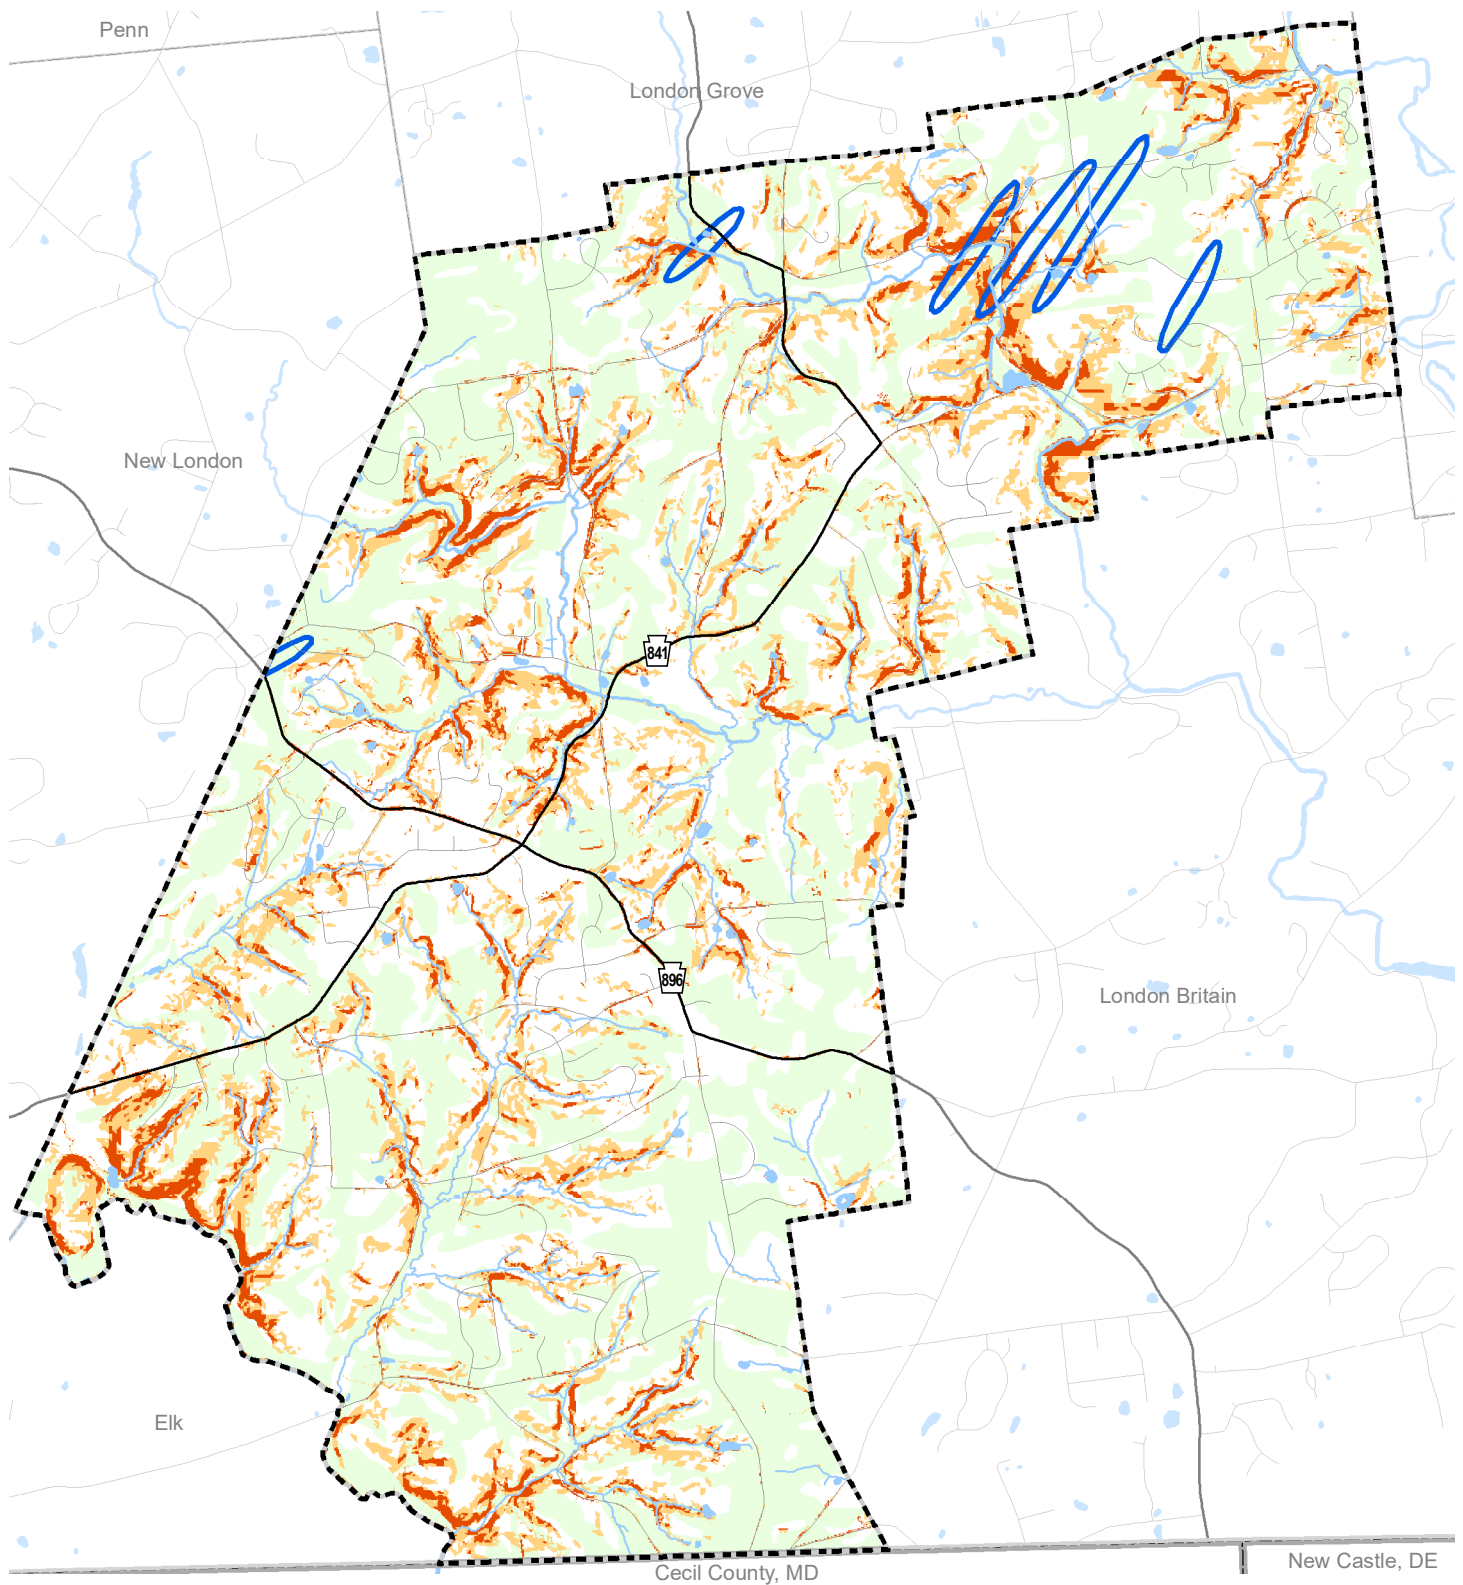 Penn
London Grove
New London
841
896
London Britain
Elk
Cecil County, MD
New Castle, DE